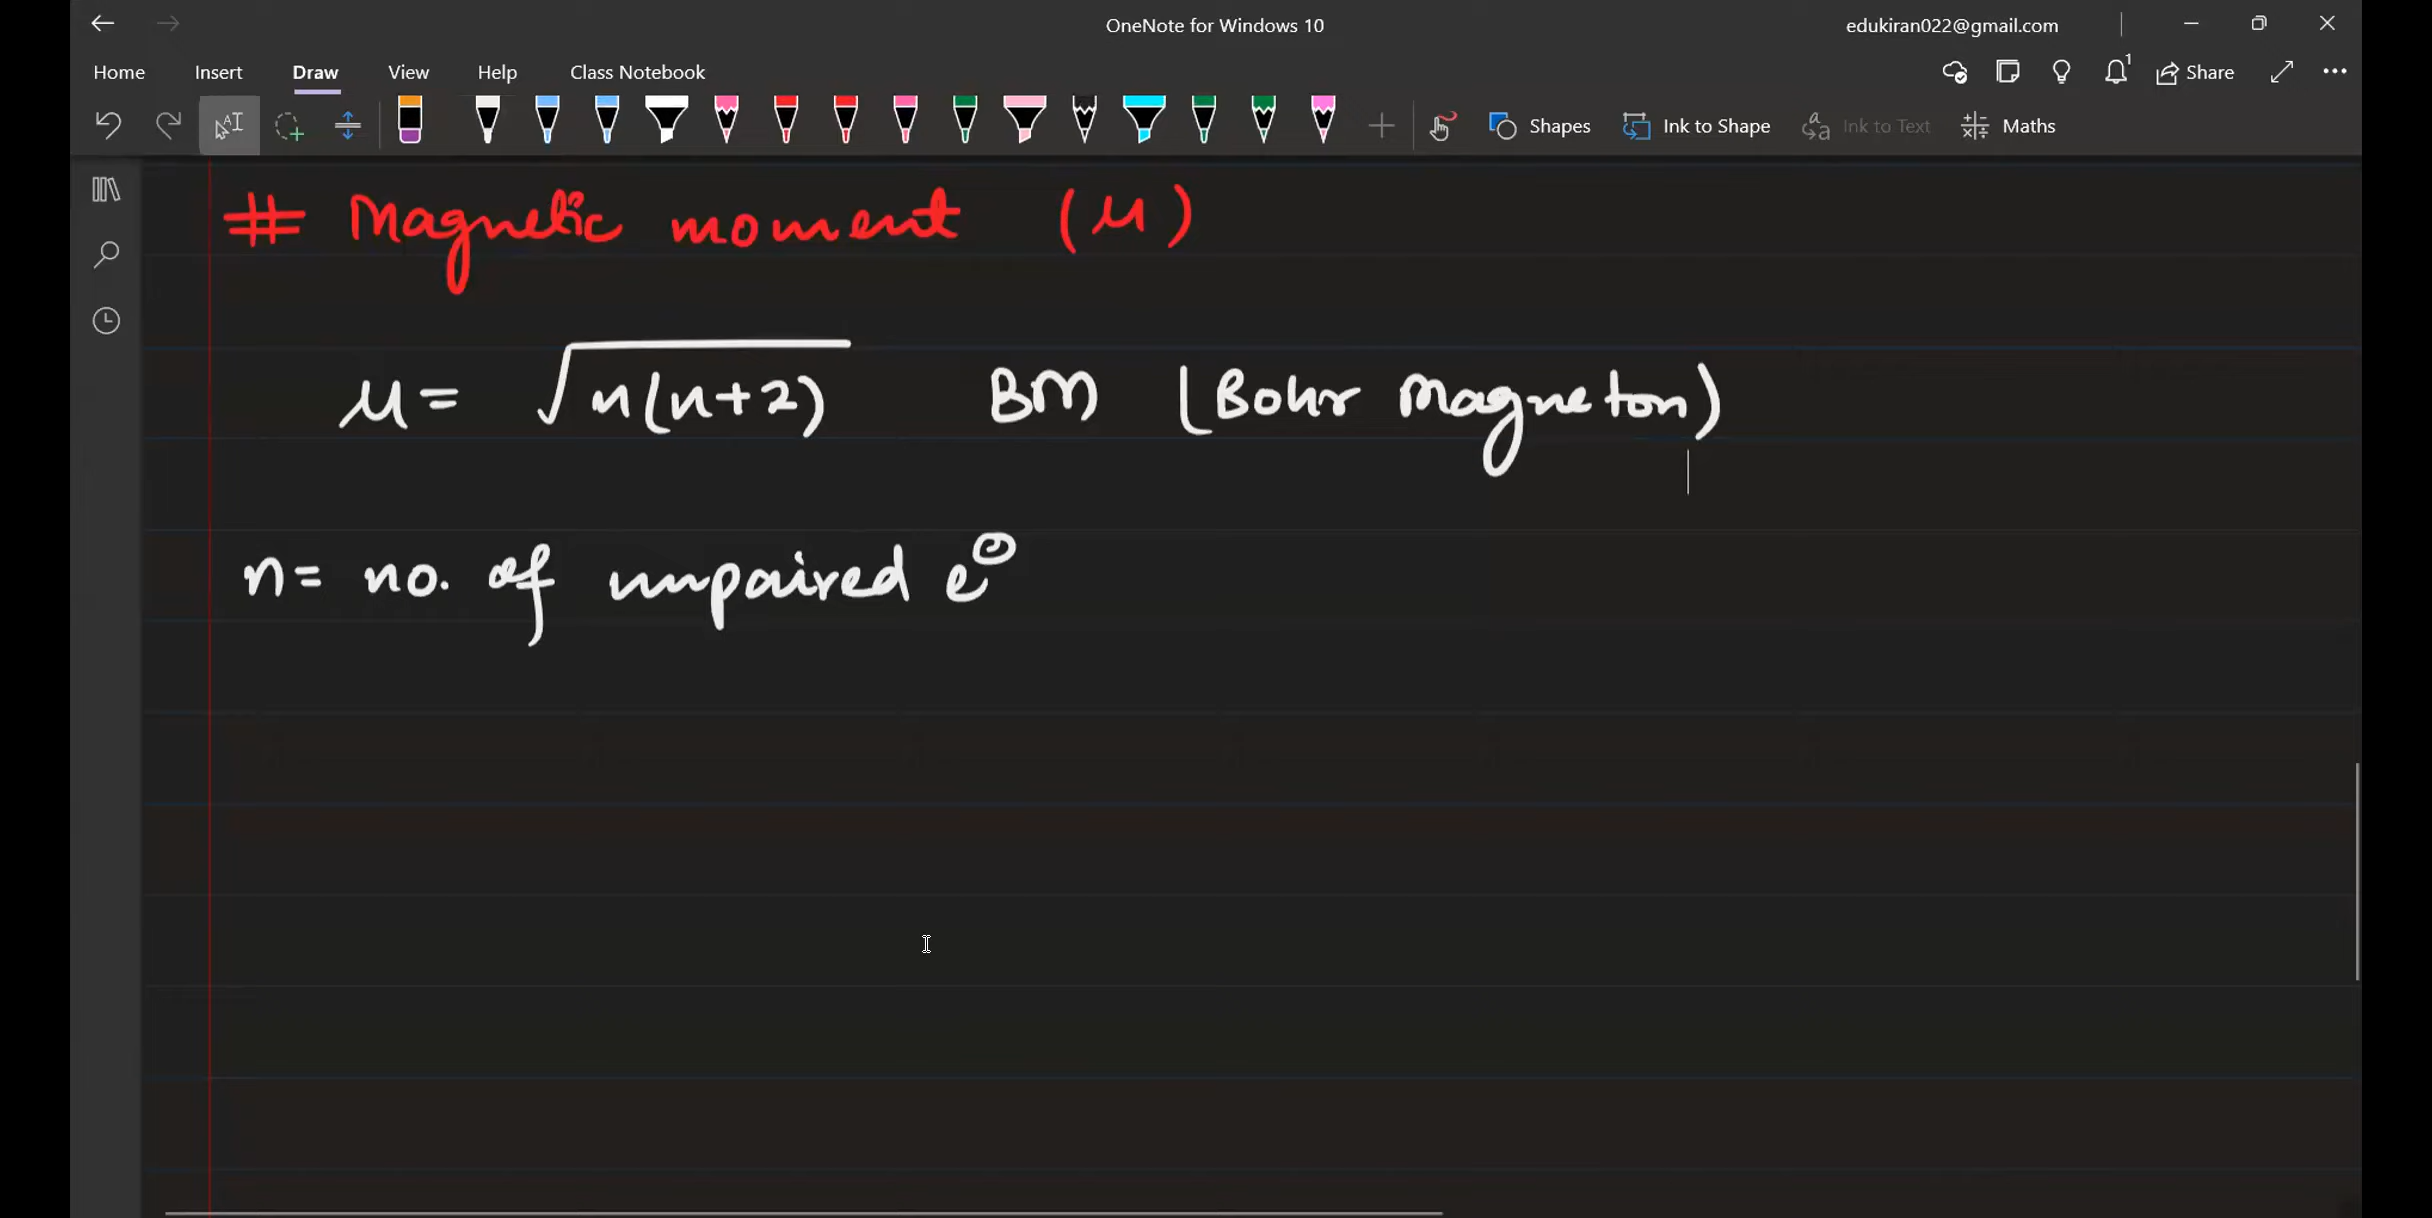 OneNote for Windows 10
edukiran022@gmail.com
Home Insert Draw View Help Class Notebook
1
Share
Shapes Ink to Shape Ink to Text Maths
# Magnetic moment (μ)
μ = √n(n+2) BM (Bohr Magneton)
n = no. of unpaired e⊖